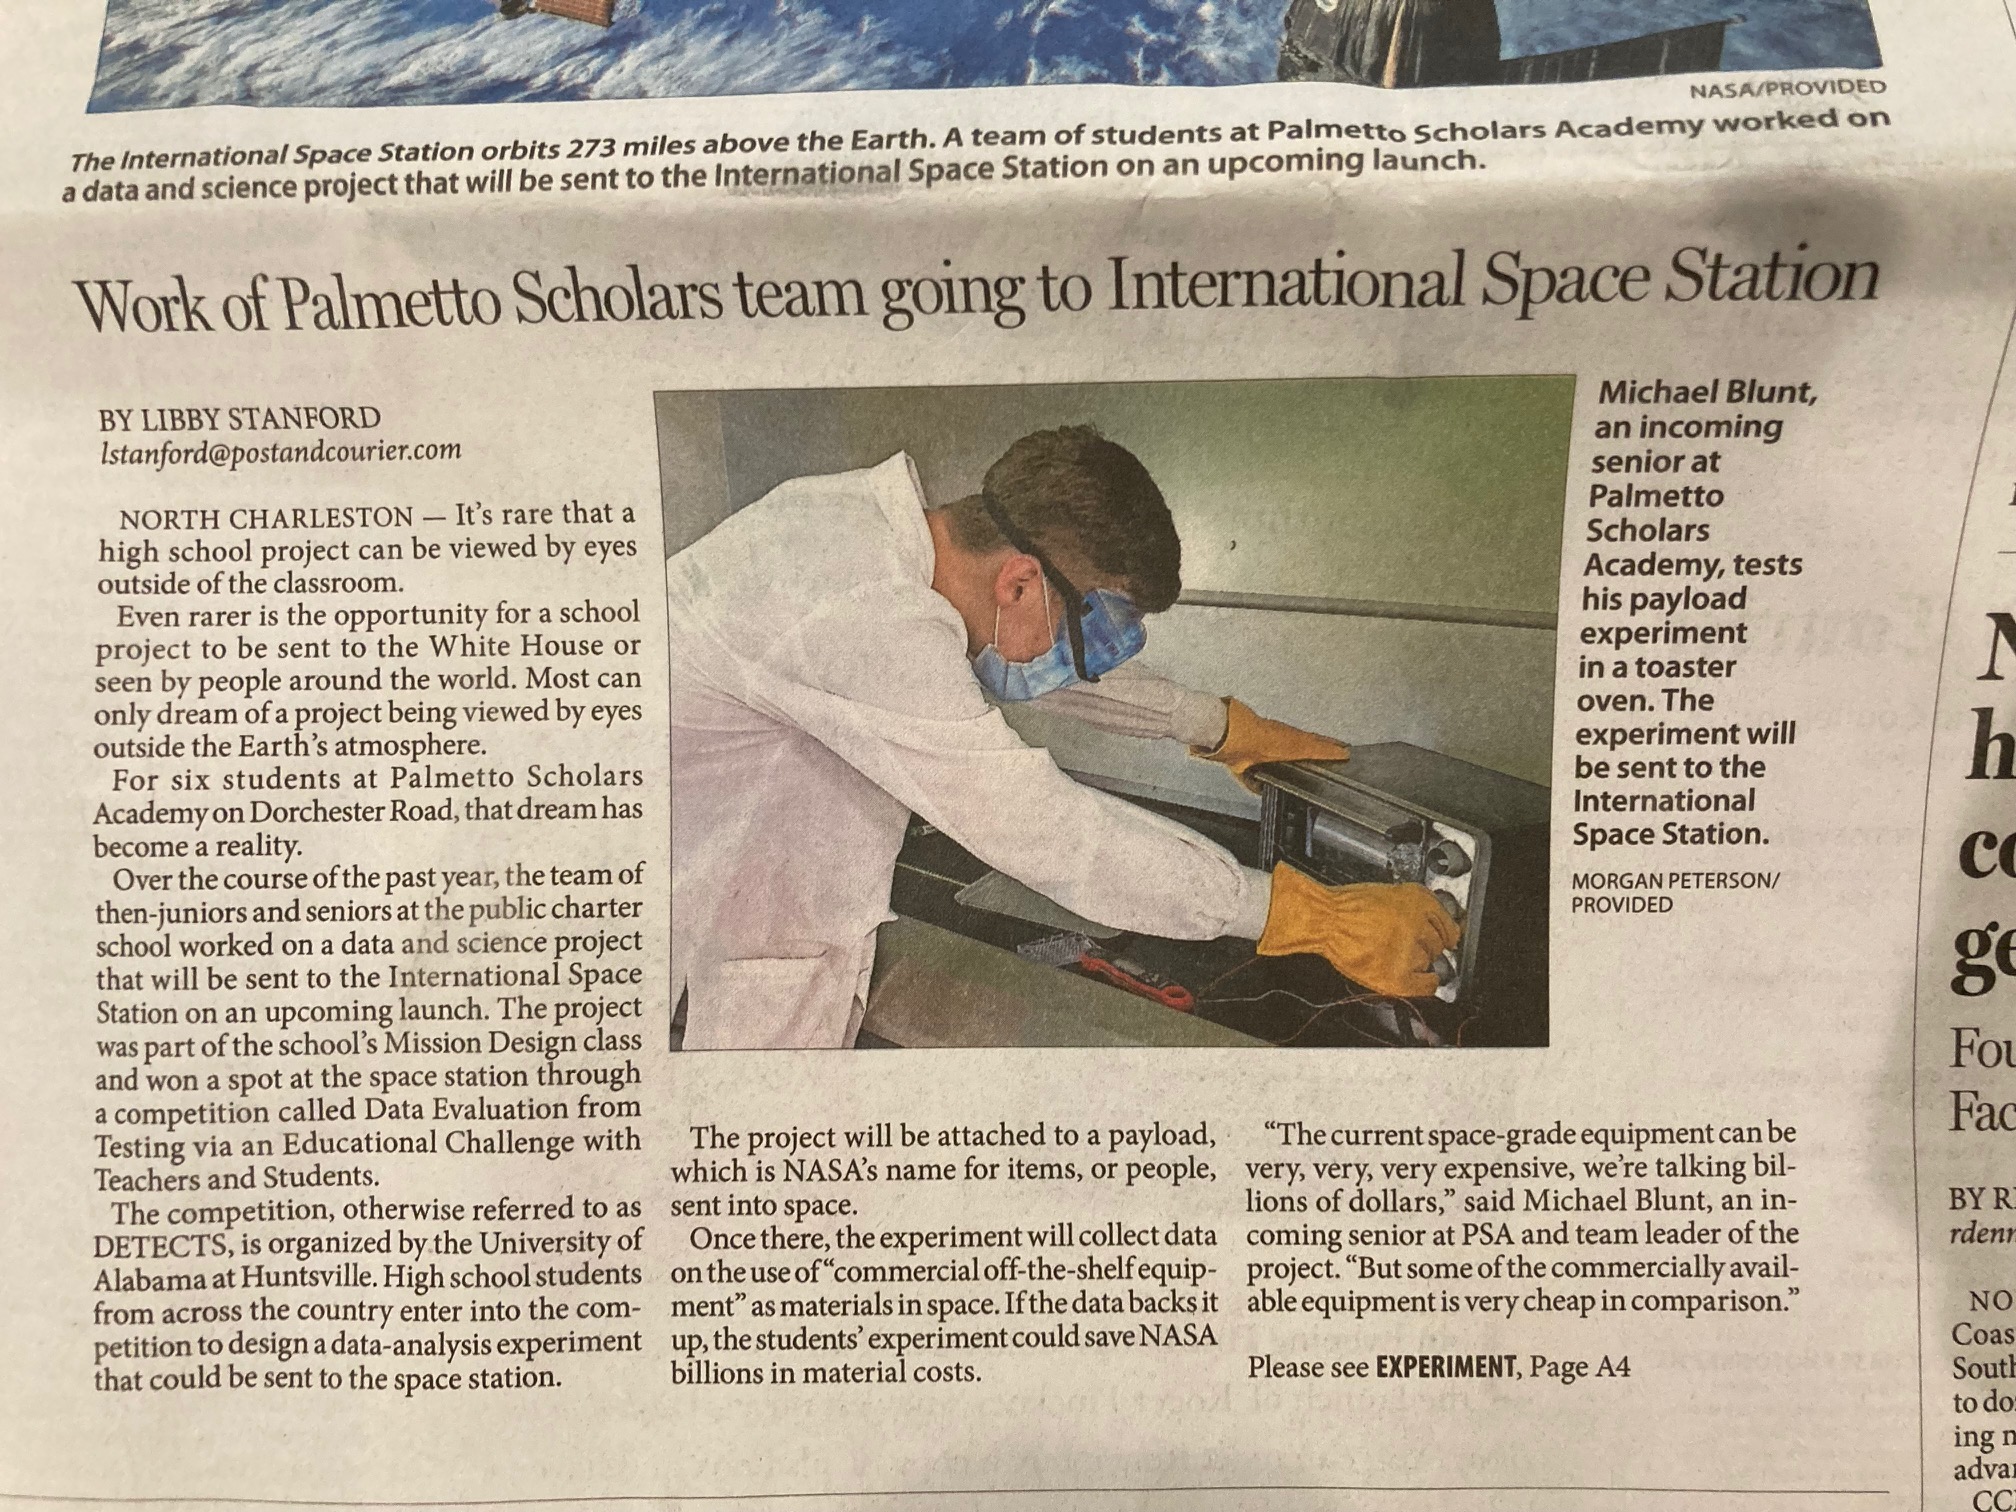 NASA/PROVIDED
The International Space Station orbits 273 miles above the Earth. A team of students at Palmetto Scholars Academy worked on
a data and science project that will be sent to the International Space Station on an upcoming launch.
Work of Palmetto Scholars team going to International Space Station
BY LIBBY STANFORD
lstanford@postandcourier.com
NORTH CHARLESTON — It's rare that a
high school project can be viewed by eyes
outside of the classroom.
Even rarer is the opportunity for a school
project to be sent to the White House or
seen by people around the world. Most can
only dream of a project being viewed by eyes
outside the Earth's atmosphere.
For six students at Palmetto Scholars
Academy on Dorchester Road, that dream has
become a reality.
Over the course of the past year, the team of
then-juniors and seniors at the public charter
school worked on a data and science project
that will be sent to the International Space
Station on an upcoming launch. The project
was part of the school's Mission Design class
and won a spot at the space station through
a competition called Data Evaluation from
Testing via an Educational Challenge with
Teachers and Students.
The competition, otherwise referred to as
DETECTS, is organized by the University of
Alabama at Huntsville. High school students
from across the country enter into the com-
petition to design a data-analysis experiment
that could be sent to the space station.
Michael Blunt,
an incoming
senior at
Palmetto
Scholars
Academy, tests
his payload
experiment
in a toaster
oven. The
experiment will
be sent to the
International
Space Station.
MORGAN PETERSON/
PROVIDED
The project will be attached to a payload,
which is NASA's name for items, or people,
sent into space.
Once there, the experiment will collect data
on the use of "commercial off-the-shelf equip-
ment" as materials in space. If the data backs it
up, the students' experiment could save NASA
billions in material costs.
"The current space-grade equipment can be
very, very, very expensive, we're talking bil-
lions of dollars," said Michael Blunt, an in-
coming senior at PSA and team leader of the
project. "But some of the commercially avail-
able equipment is very cheap in comparison."
Please see EXPERIMENT, Page A4
h
ge
Fou
Fac
BY R
rdenn
NO
Coas
Sout
to do
ing n
adva